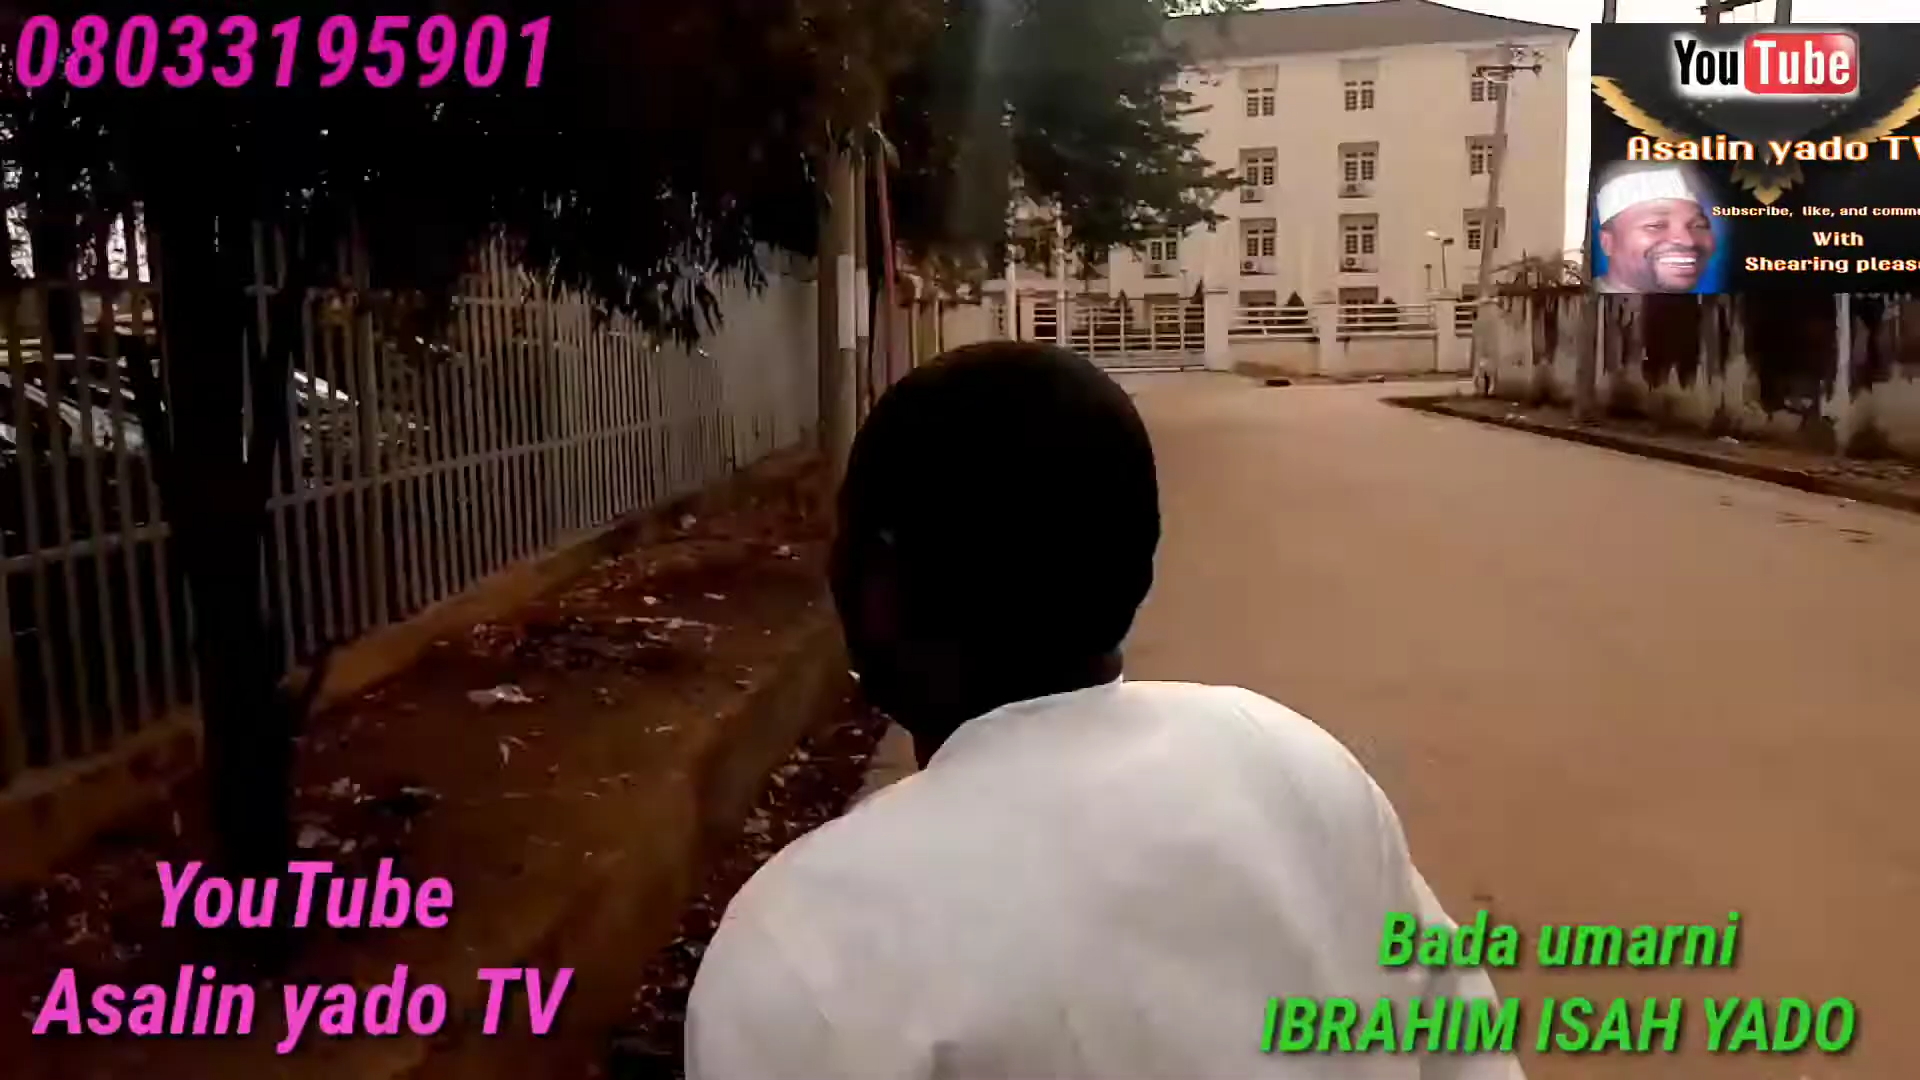 08033195901
YouTube
Asalin yado TV
Subscribe, like, and comm
With
Shearing please
YouTube
Asalin yado TV
Bada umarni
IBRAHIM ISAH YADO